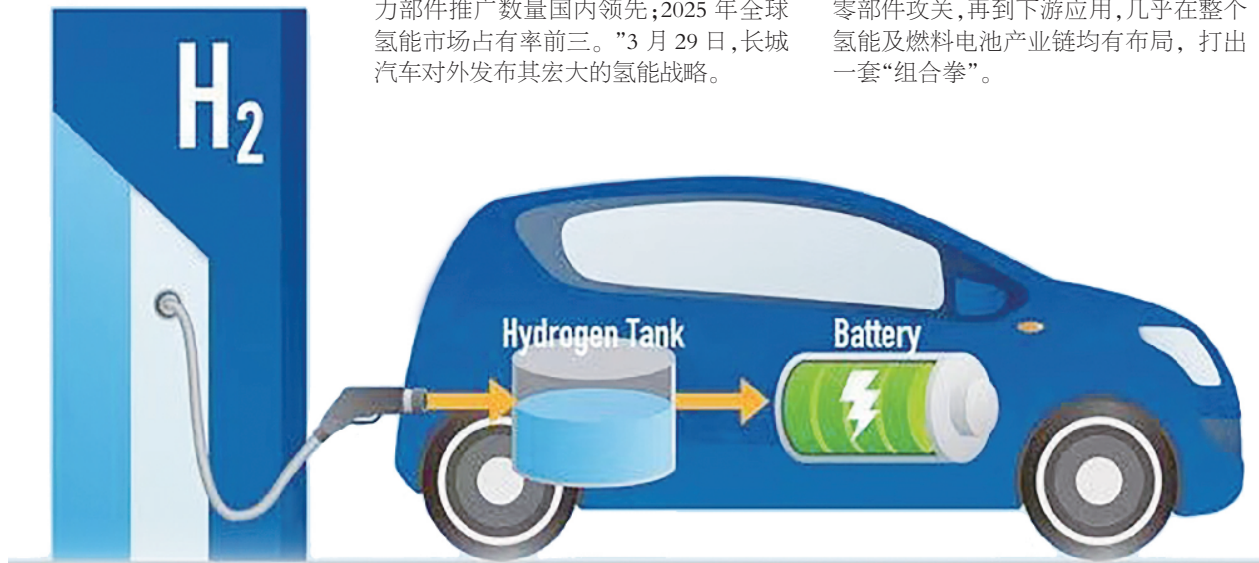 力部件推广数量国内领先;2025 年全球
氢能市场占有率前三。”3 月 29 日,长城
汽车对外发布其宏大的氢能战略。
零部件攻关,再到下游应用,几乎在整个
氢能及燃料电池产业链均有布局，打出
一套“组合拳”。
H2
Hydrogen Tank
Battery